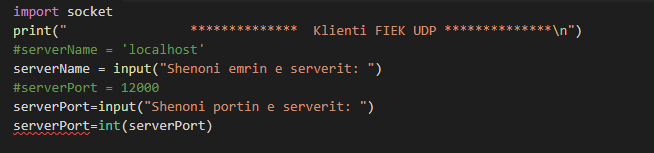 import socket
print("                **************  Klienti FIEK UDP **************\n")
#serverName = 'localhost'
serverName = input("Shenoni emrin e serverit: ")
#serverPort = 12000
serverPort=input("Shenoni portin e serverit: ")
serverPort=int(serverPort)